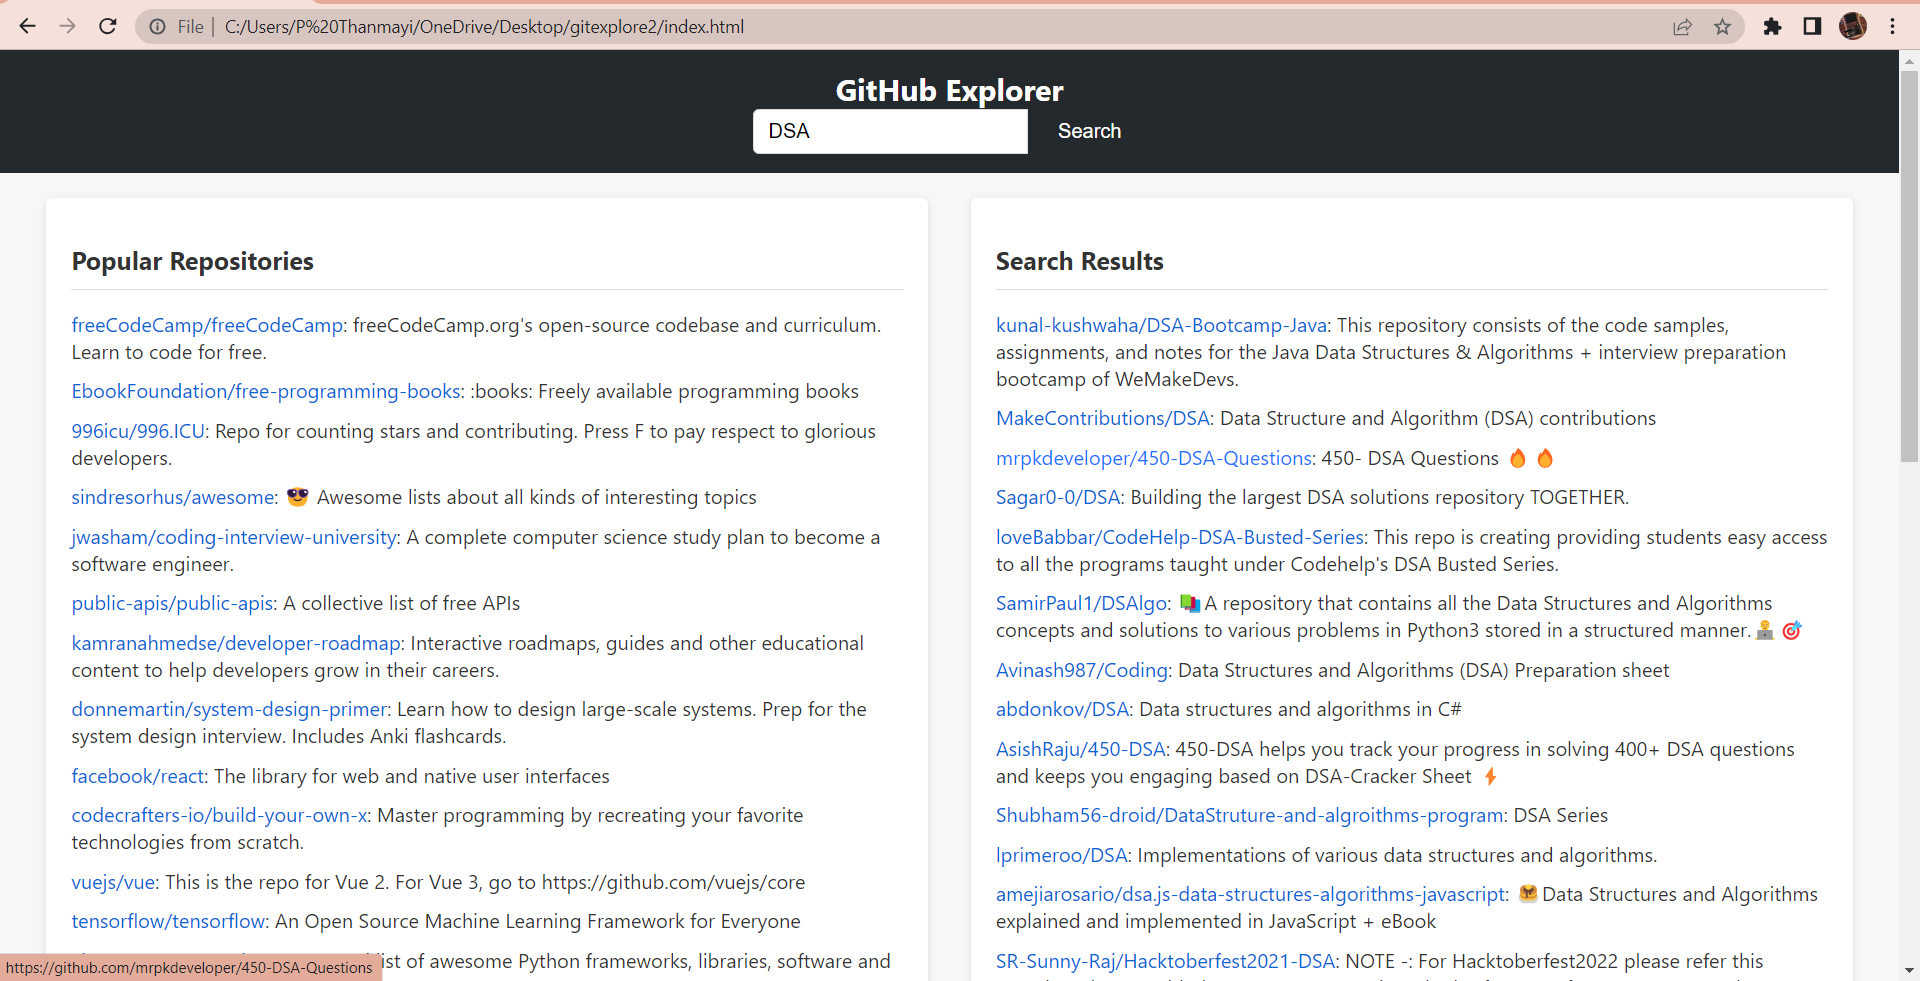 File | C:/Users/P%20Thanmayi/OneDrive/Desktop/gitexplore2/index.html
GitHub Explorer
DSA Search
Popular Repositories
freeCodeCamp/freeCodeCamp: freeCodeCamp.org's open-source codebase and curriculum.
Learn to code for free.
EbookFoundation/free-programming-books: :books: Freely available programming books
996icu/996.ICU: Repo for counting stars and contributing. Press F to pay respect to glorious
developers.
sindresorhus/awesome: 😎 Awesome lists about all kinds of interesting topics
jwasham/coding-interview-university: A complete computer science study plan to become a
software engineer.
public-apis/public-apis: A collective list of free APIs
kamranahmedse/developer-roadmap: Interactive roadmaps, guides and other educational
content to help developers grow in their careers.
donnemartin/system-design-primer: Learn how to design large-scale systems. Prep for the
system design interview. Includes Anki flashcards.
facebook/react: The library for web and native user interfaces
codecrafters-io/build-your-own-x: Master programming by recreating your favorite
technologies from scratch.
vuejs/vue: This is the repo for Vue 2. For Vue 3, go to https://github.com/vuejs/core
tensorflow/tensorflow: An Open Source Machine Learning Framework for Everyone
list of awesome Python frameworks, libraries, software and
https://github.com/mrpkdeveloper/450-DSA-Questions
Search Results
kunal-kushwaha/DSA-Bootcamp-Java: This repository consists of the code samples,
assignments, and notes for the Java Data Structures & Algorithms + interview preparation
bootcamp of WeMakeDevs.
MakeContributions/DSA: Data Structure and Algorithm (DSA) contributions
mrpkdeveloper/450-DSA-Questions: 450- DSA Questions 🔥 🔥
Sagar0-0/DSA: Building the largest DSA solutions repository TOGETHER.
loveBabbar/CodeHelp-DSA-Busted-Series: This repo is creating providing students easy access
to all the programs taught under Codehelp's DSA Busted Series.
SamirPaul1/DSAlgo: 📚A repository that contains all the Data Structures and Algorithms
concepts and solutions to various problems in Python3 stored in a structured manner.👨‍💻🎯
Avinash987/Coding: Data Structures and Algorithms (DSA) Preparation sheet
abdonkov/DSA: Data structures and algorithms in C#
AsishRaju/450-DSA: 450-DSA helps you track your progress in solving 400+ DSA questions
and keeps you engaging based on DSA-Cracker Sheet ⚡
Shubham56-droid/DataStruture-and-algroithms-program: DSA Series
lprimeroo/DSA: Implementations of various data structures and algorithms.
amejiarosario/dsa.js-data-structures-algorithms-javascript: 🥞Data Structures and Algorithms
explained and implemented in JavaScript + eBook
SR-Sunny-Raj/Hacktoberfest2021-DSA: NOTE -: For Hacktoberfest2022 please refer this